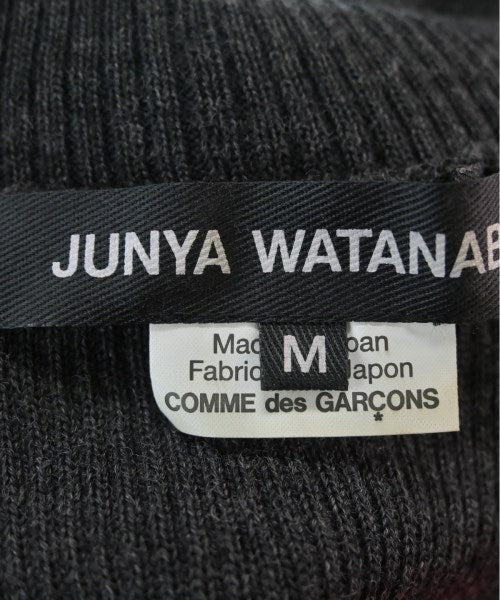 JUNYA WATANAB
M
Mac pan
Fabric Japon
COMME des GARÇONS
*